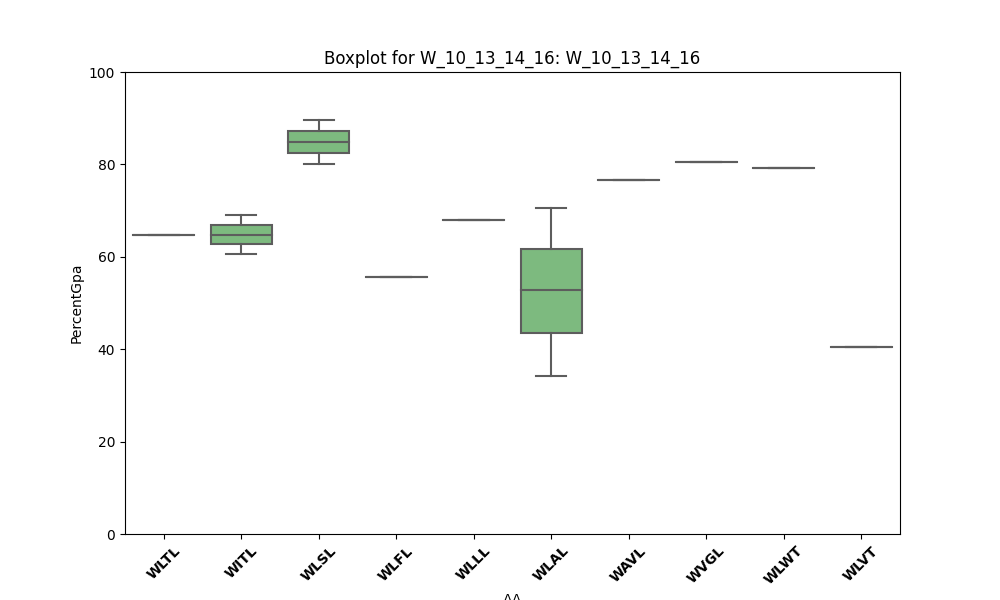 Boxplot for W_10_13_14_16: W_10_13_14_16
PercentGpa
100
80
60
40
20
0
WLTL
WITL
WLSL
WLFL
WLLL
WLAL
WAVL
WVGL
WLWT
WLVT